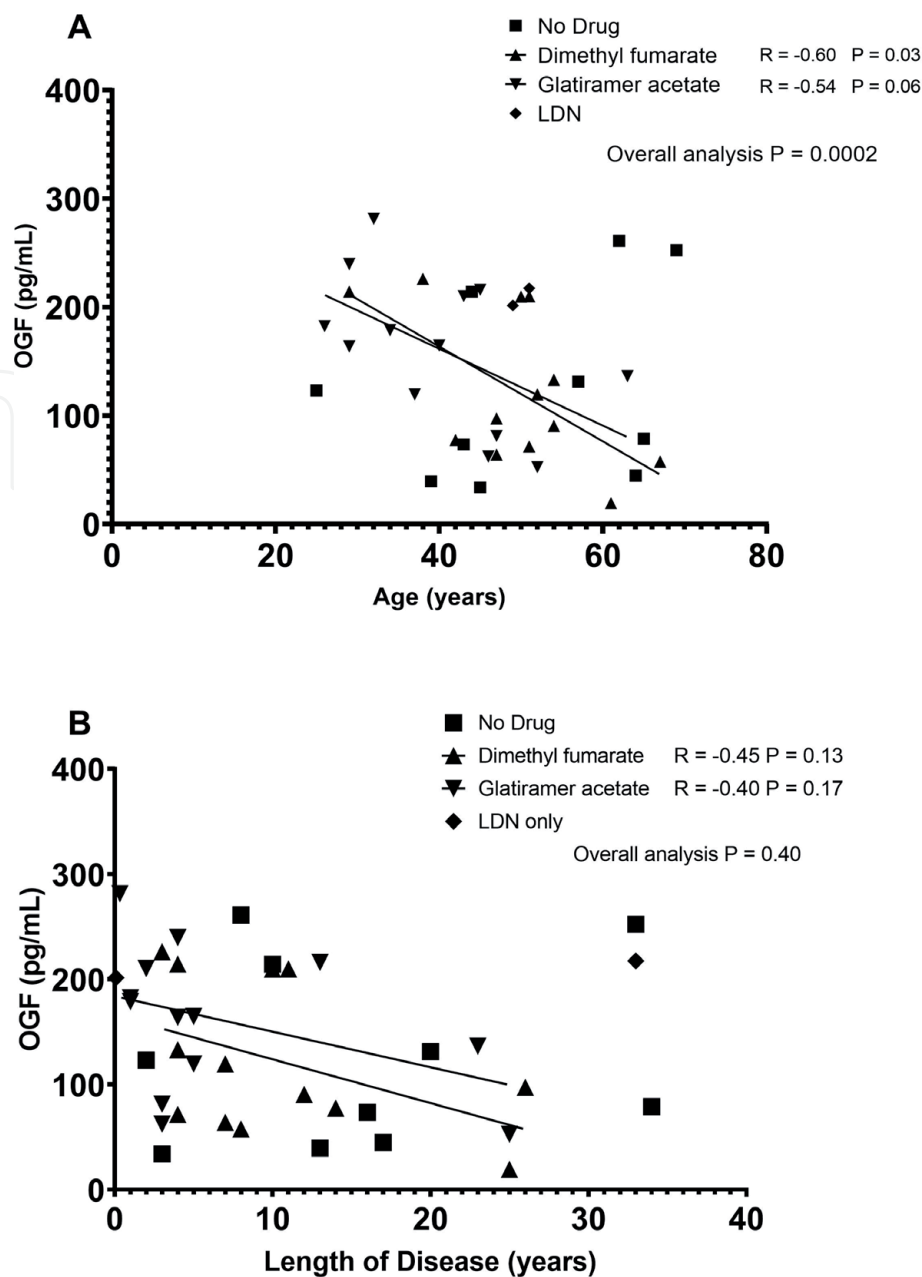 A
No Drug
Dimethyl fumarate R = -0.60 P = 0.03
Glatiramer acetate R = -0.54 P = 0.06
LDN
Overall analysis P = 0.0002
400
300
200
100
0
OGF (pg/mL)
0 20 40 60 80
Age (years)
B
No Drug
Dimethyl fumarate R = -0.45 P = 0.13
Glatiramer acetate R = -0.40 P = 0.17
LDN only
Overall analysis P = 0.40
400
300
200
100
0
OGF (pg/mL)
0 10 20 30 40
Length of Disease (years)